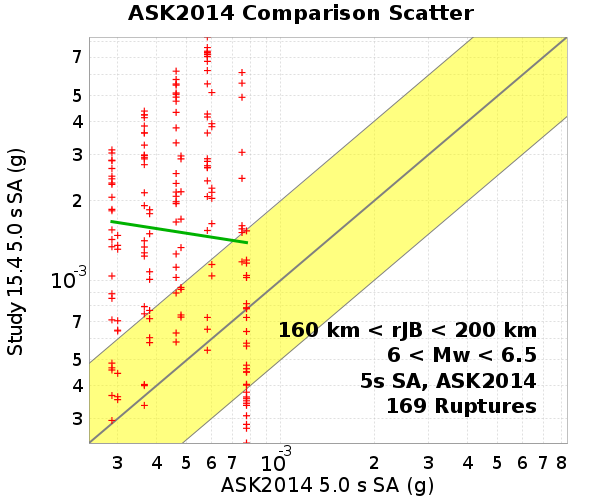 ASK2014 Comparison Scatter
Study 15.4 5.0 s SA (g)
7
5
4
3
2
10-3
7
5
4
3
160 km < rJB < 200 km
6 < Mw < 6.5
5s SA, ASK2014
169 Ruptures
3 4 5 6 7 10-3 2 3 4 5 6 7 8
ASK2014 5.0 s SA (g)